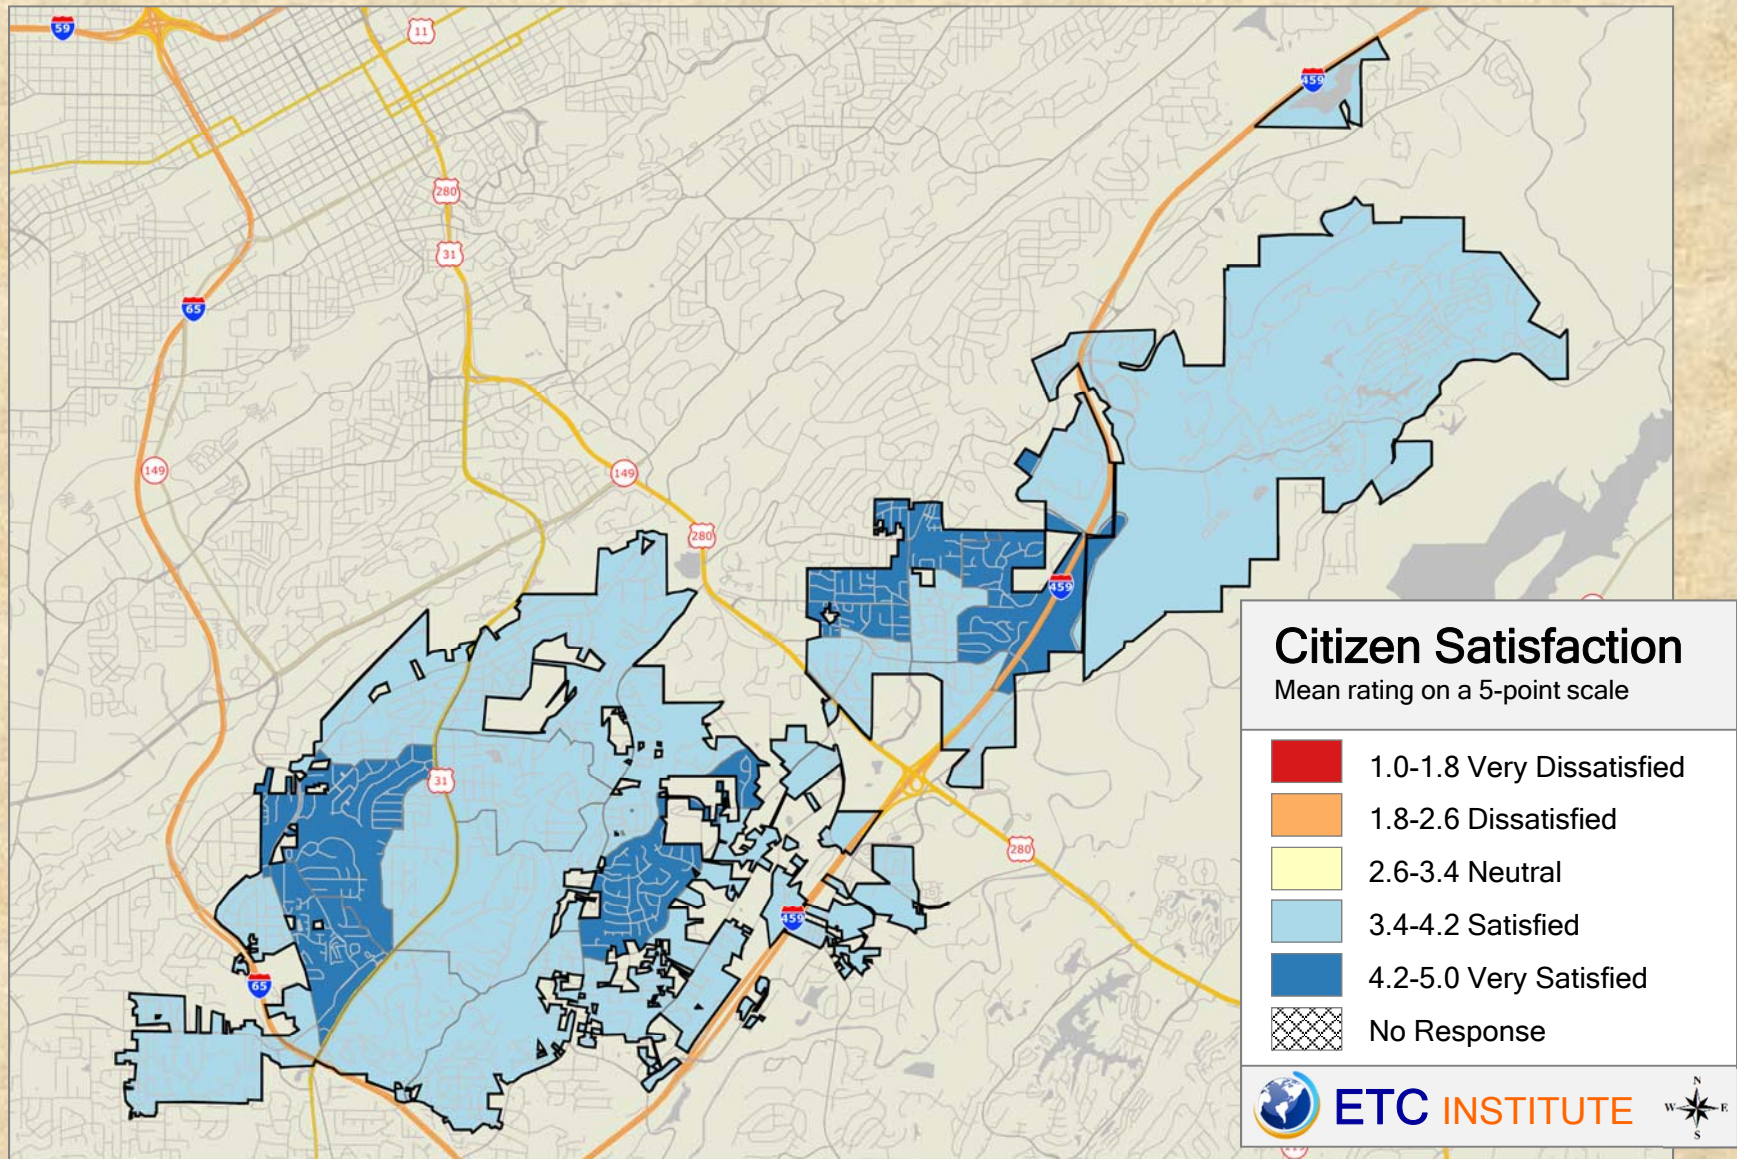 59
11
459
280
31
65
149
149
280
459
31
280
459
65
Citizen Satisfaction
Mean rating on a 5-point scale
1.0-1.8 Very Dissatisfied
1.8-2.6 Dissatisfied
2.6-3.4 Neutral
3.4-4.2 Satisfied
4.2-5.0 Very Satisfied
No Response
ETC INSTITUTE
N
W E
S